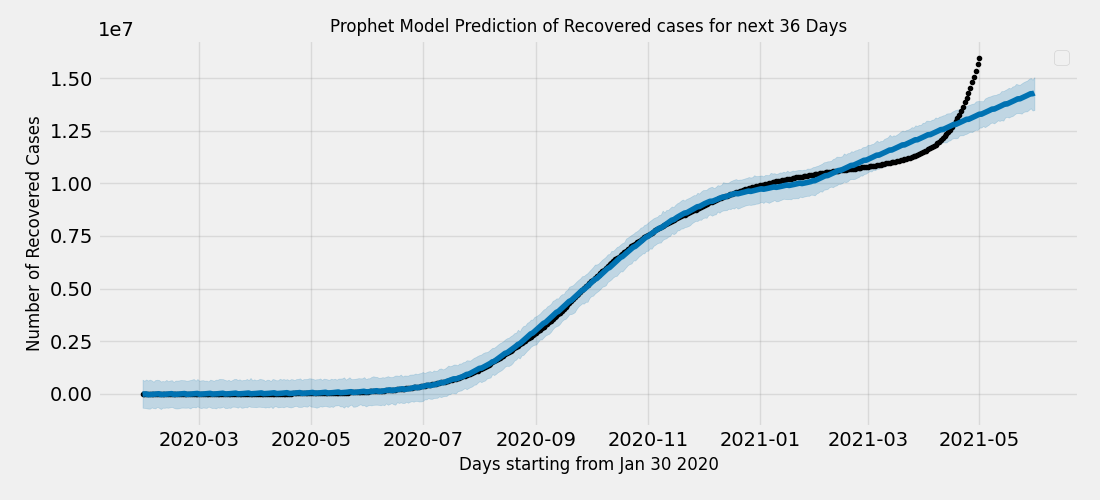 Prophet Model Prediction of Recovered cases for next 36 Days
1e7
1.50
1.25
1.00
0.75
0.50
0.25
0.00
Number of Recovered Cases
2020-03 2020-05 2020-07 2020-09 2020-11 2021-01 2021-03 2021-05
Days starting from Jan 30 2020